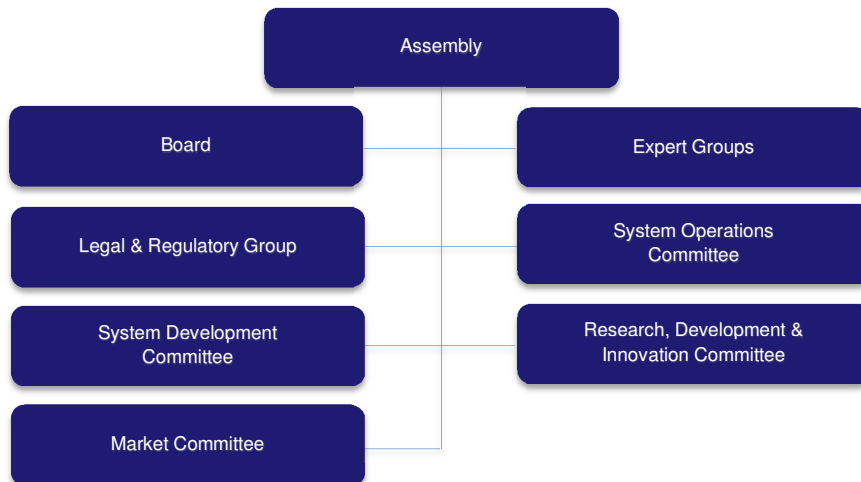 Assembly
Board
Expert Groups
Legal & Regulatory Group
System Operations
Committee
System Development
Committee
Research, Development &
Innovation Committee
Market Committee